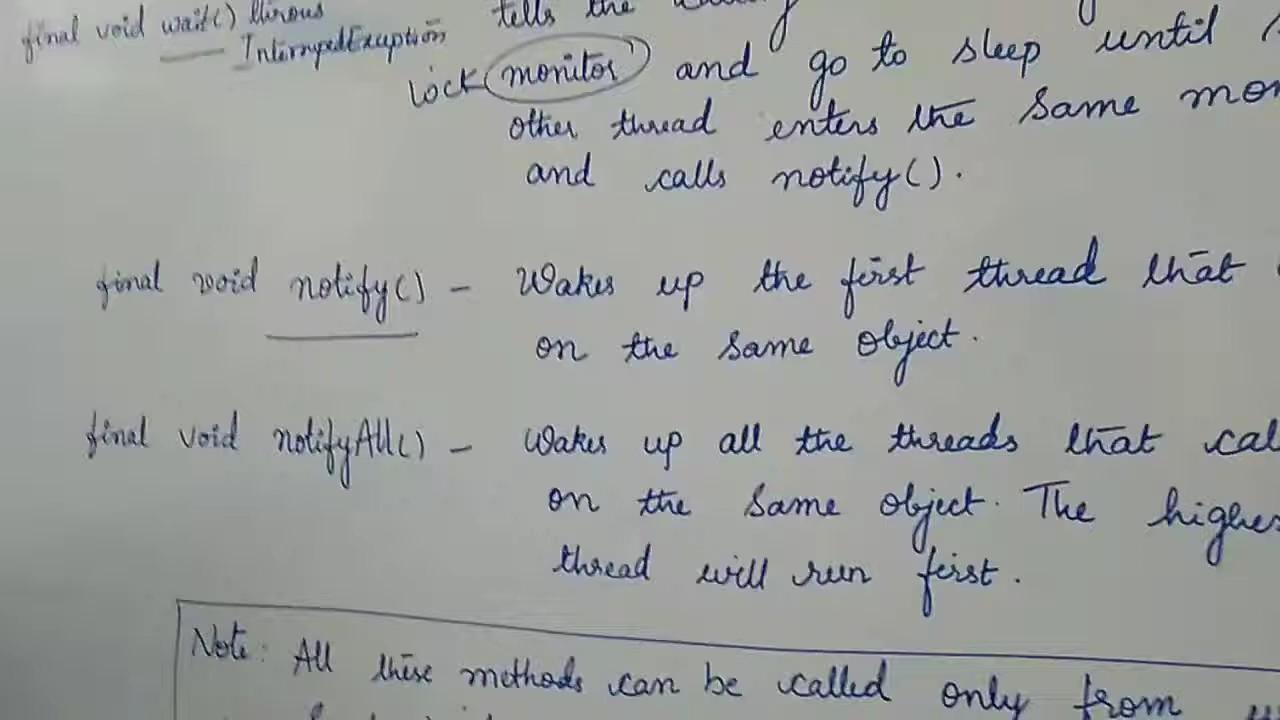 final void wait() throws tells the
InterrupedException
lock monitor and go to sleep until
other thread enters the same
and calls notify().
final void notify() - Wakes up the first thread that
on the same object.
final void notifyAll() - Wakes up all the threads that
on the same object. The
thread will run first.
Note: All these methods can be called only from